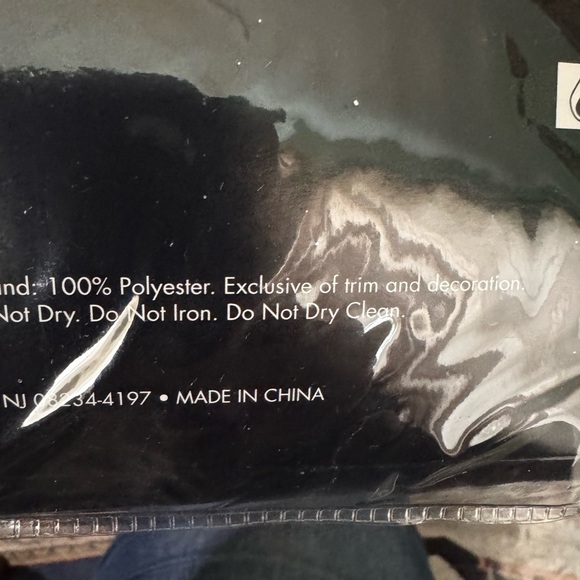 and: 100% Polyester. Exclusive of trim and decoration.
Not Dry. Do Not Iron. Do Not Dry Clean.
NJ 08234-4197 • MADE IN CHINA